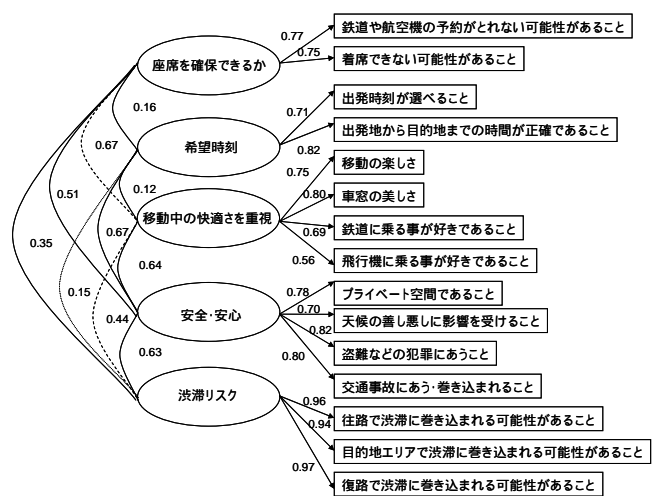 0.77
鉄道や航空機の予約がとれない可能性があること
座席を確保できるか
0.75
着席できない可能性があること
出発時刻が選べること
0.16
0.71
出発地から目的地までの時間が正確であること
希望時刻
0.67
0.82
移動の楽しさ
0.75
0.12
0.80
車窓の美しさ
0.51
移動中の快適さを重視
0.67
0.69
鉄道に乗る事が好きであること
0.35
0.64
0.56
飛行機に乗る事が好きであること
0.15
0.78
プライベート空間であること
0.70
天候の善し悪しに影響を受けること
安全・安心
0.44
0.82
盗難などの犯罪にあうこと
0.63
0.80
交通事故にあう・巻き込まれること
渋滞リスク
0.96
往路で渋滞に巻き込まれる可能性があること
0.94
目的地エリアで渋滞に巻き込まれる可能性があること
0.97
復路で渋滞に巻き込まれる可能性があること